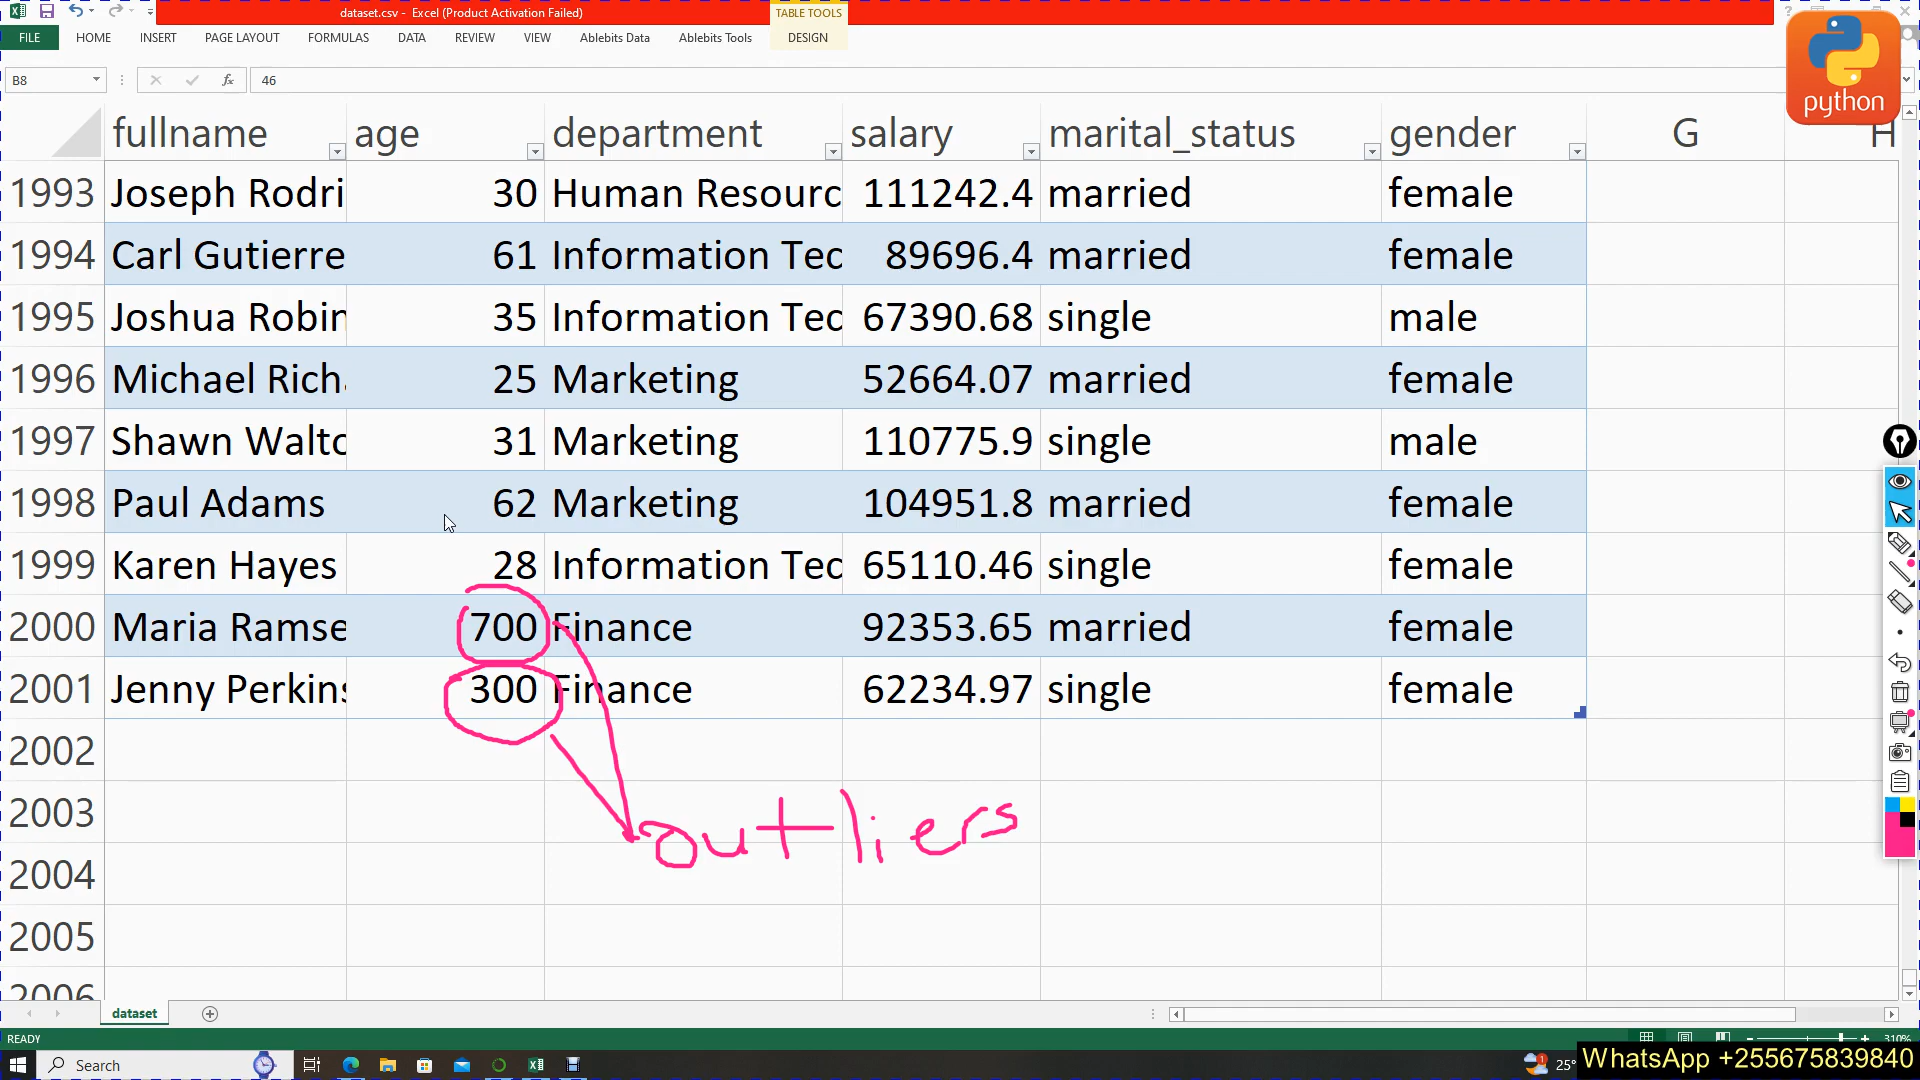 dataset.csv - Excel (Product Activation Failed)
TABLE TOOLS
FILE HOME INSERT PAGE LAYOUT FORMULAS DATA REVIEW VIEW Ablebits Data Ablebits Tools DESIGN
B8 fx 46
python
fullname age department salary marital_status gender G H
1993 Joseph Rodri 30 Human Resourc 111242.4 married female
1994 Carl Gutierre 61 Information Tec 89696.4 married female
1995 Joshua Robin 35 Information Tec 67390.68 single male
1996 Michael Rich 25 Marketing 52664.07 married female
1997 Shawn Walto 31 Marketing 110775.9 single male
1998 Paul Adams 62 Marketing 104951.8 married female
1999 Karen Hayes 28 Information Tec 65110.46 single female
2000 Maria Ramse 700 Finance 92353.65 married female
2001 Jenny Perkins 300 Finance 62234.97 single female
2002
2003
outliers
2004
2005
2006
dataset
READY 310%
Search 25°
WhatsApp +255675839840